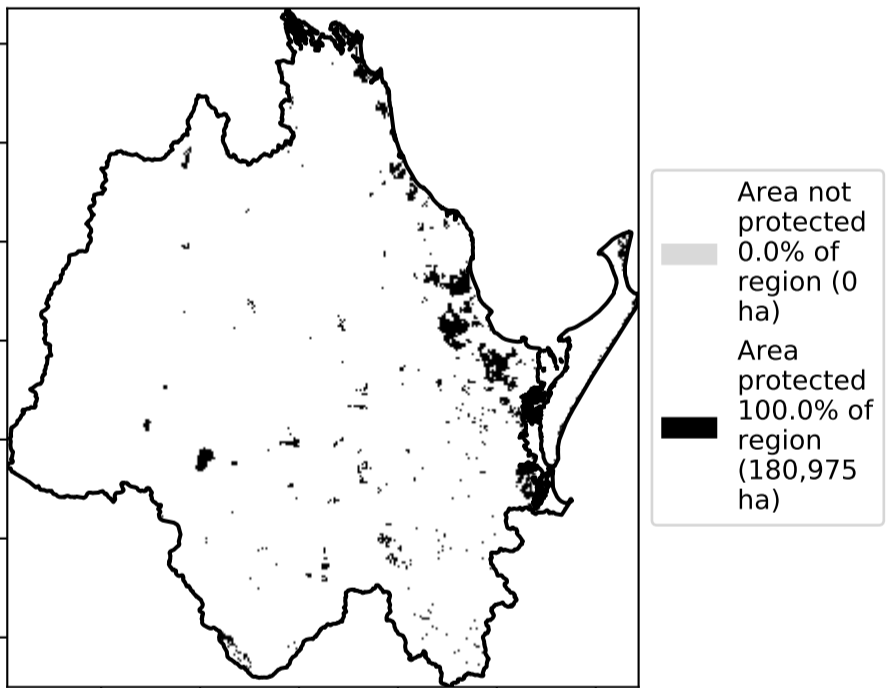 Area not
protected
0.0% of
region (0
ha)
Area
protected
100.0% of
region
(180,975
ha)